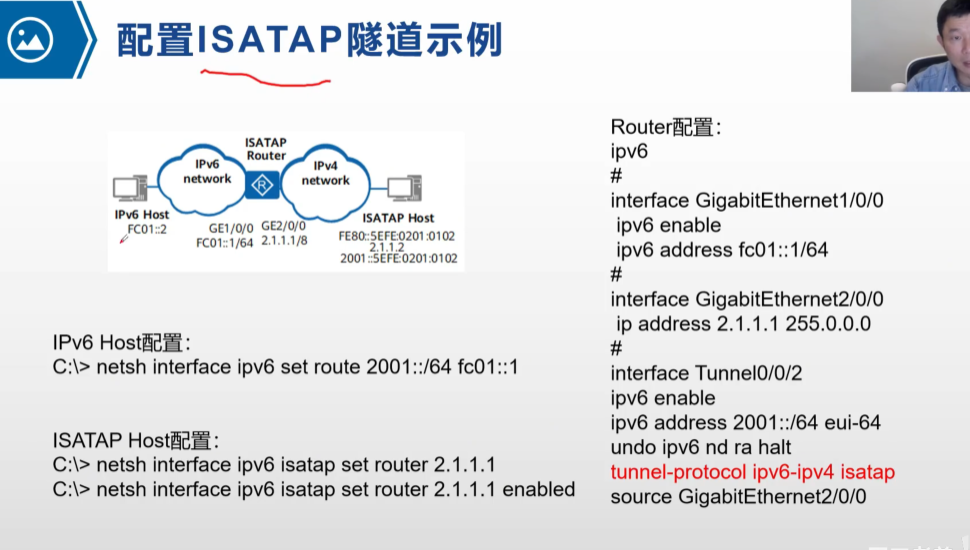 配置ISATAP隧道示例
ISATAP
Router
IPv6
network
IPv4
network
R
IPv6 Host
FC01::2
GE1/0/0
FC01::1/64
GE2/0/0
2.1.1.1/8
ISATAP Host
FE80::5EFE:0201:0102
2.1.1.2
2001::5EFE:0201:0102
IPv6 Host配置：
C:\> netsh interface ipv6 set route 2001::/64 fc01::1
ISATAP Host配置：
C:\> netsh interface ipv6 isatap set router 2.1.1.1
C:\> netsh interface ipv6 isatap set router 2.1.1.1 enabled
Router配置：
ipv6
#
interface GigabitEthernet1/0/0
ipv6 enable
ipv6 address fc01::1/64
#
interface GigabitEthernet2/0/0
ip address 2.1.1.1 255.0.0.0
#
interface Tunnel0/0/2
ipv6 enable
ipv6 address 2001::/64 eui-64
undo ipv6 nd ra halt
tunnel-protocol ipv6-ipv4 isatap
source GigabitEthernet2/0/0